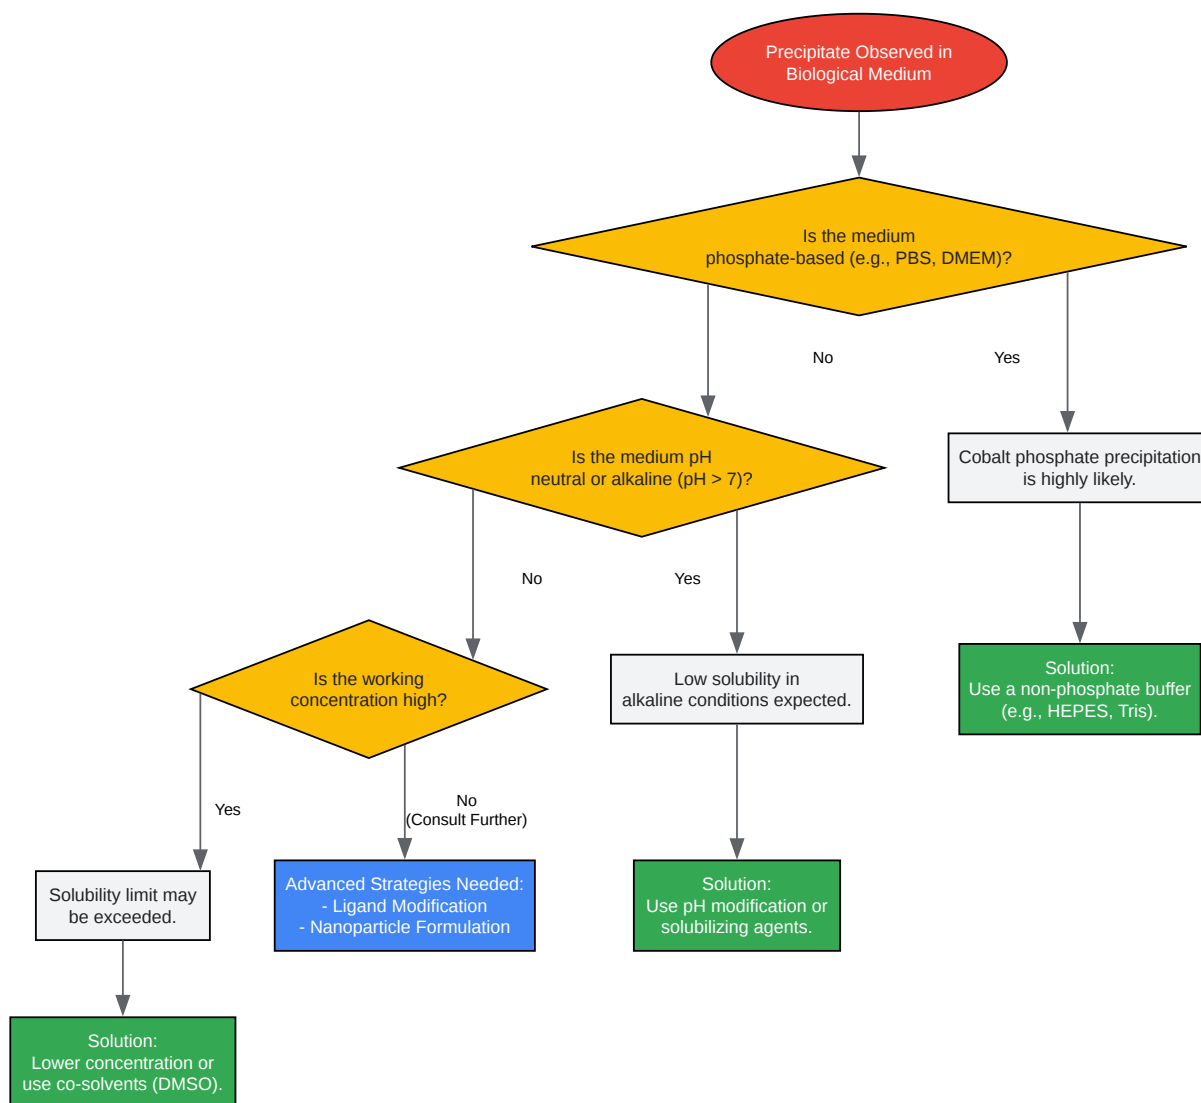 Precipitate Observed in
Biological Medium
Is the medium
phosphate-based (e.g., PBS, DMEM)?
No
Yes
Is the medium pH
neutral or alkaline (pH > 7)?
Cobalt phosphate precipitation
is highly likely.
No
Yes
Is the working
concentration high?
Low solubility in
alkaline conditions expected.
Solution:
Use a non-phosphate buffer
(e.g., HEPES, Tris).
Yes
No
(Consult Further)
Solubility limit may
be exceeded.
Advanced Strategies Needed:
- Ligand Modification
- Nanoparticle Formulation
Solution:
Use pH modification or
solubilizing agents.
Solution:
Lower concentration or
use co-solvents (DMSO).